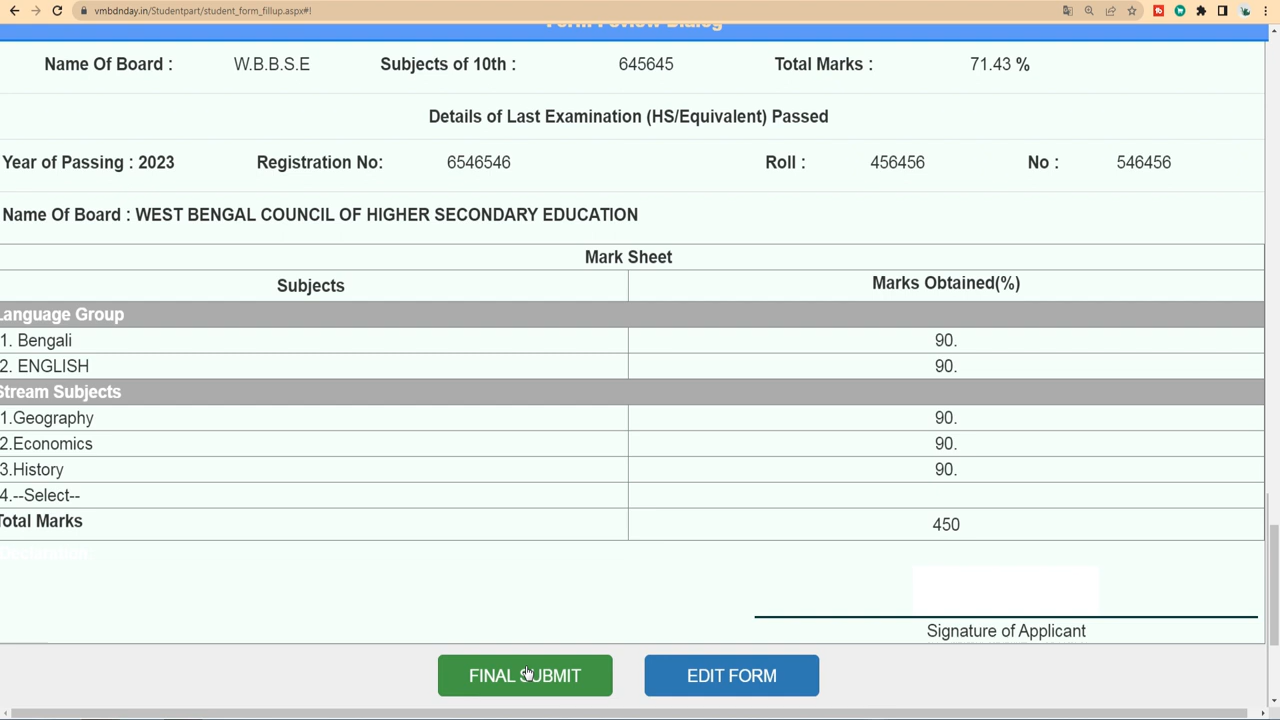 vmbdnday.in/Studentpart/student_form_fillup.aspx#!
Name Of Board : W.B.B.S.E Subjects of 10th : 645645 Total Marks : 71.43 %
Details of Last Examination (HS/Equivalent) Passed
Year of Passing : 2023 Registration No: 6546546 Roll : 456456 No : 546456
Name Of Board : WEST BENGAL COUNCIL OF HIGHER SECONDARY EDUCATION
Mark Sheet
Subjects Marks Obtained(%)
Language Group
1. Bengali 90.
2. ENGLISH 90.
Stream Subjects
1.Geography 90.
2.Economics 90.
3.History 90.
4.--Select--
Total Marks 450
Signature of Applicant
FINAL SUBMIT EDIT FORM